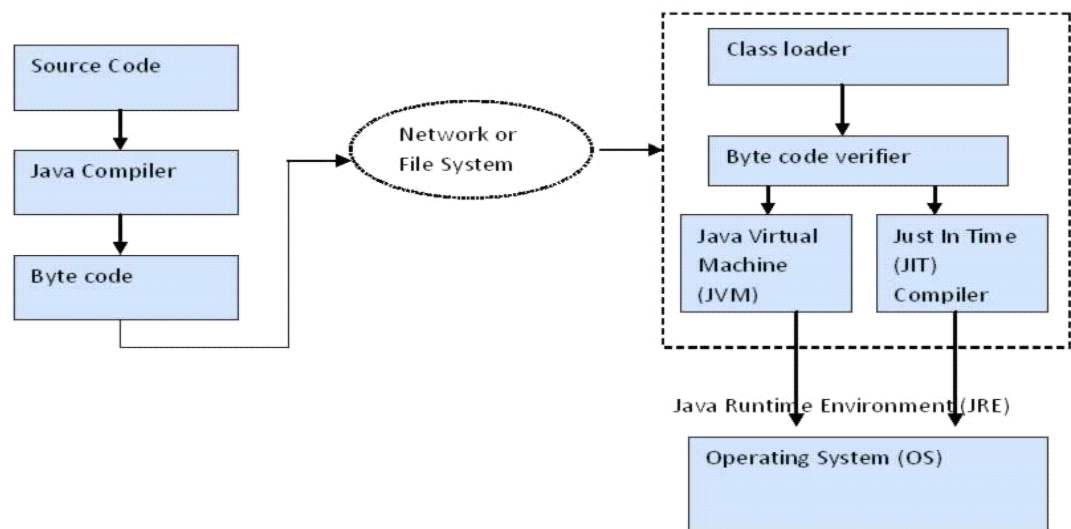 Source Code
Java Compiler
Byte code
Network or
File System
Class loader
Byte code verifier
Java Virtual
Machine
(JVM)
Just In Time
(JIT)
Compiler
Java Runtime Environment (JRE)
Operating System (OS)